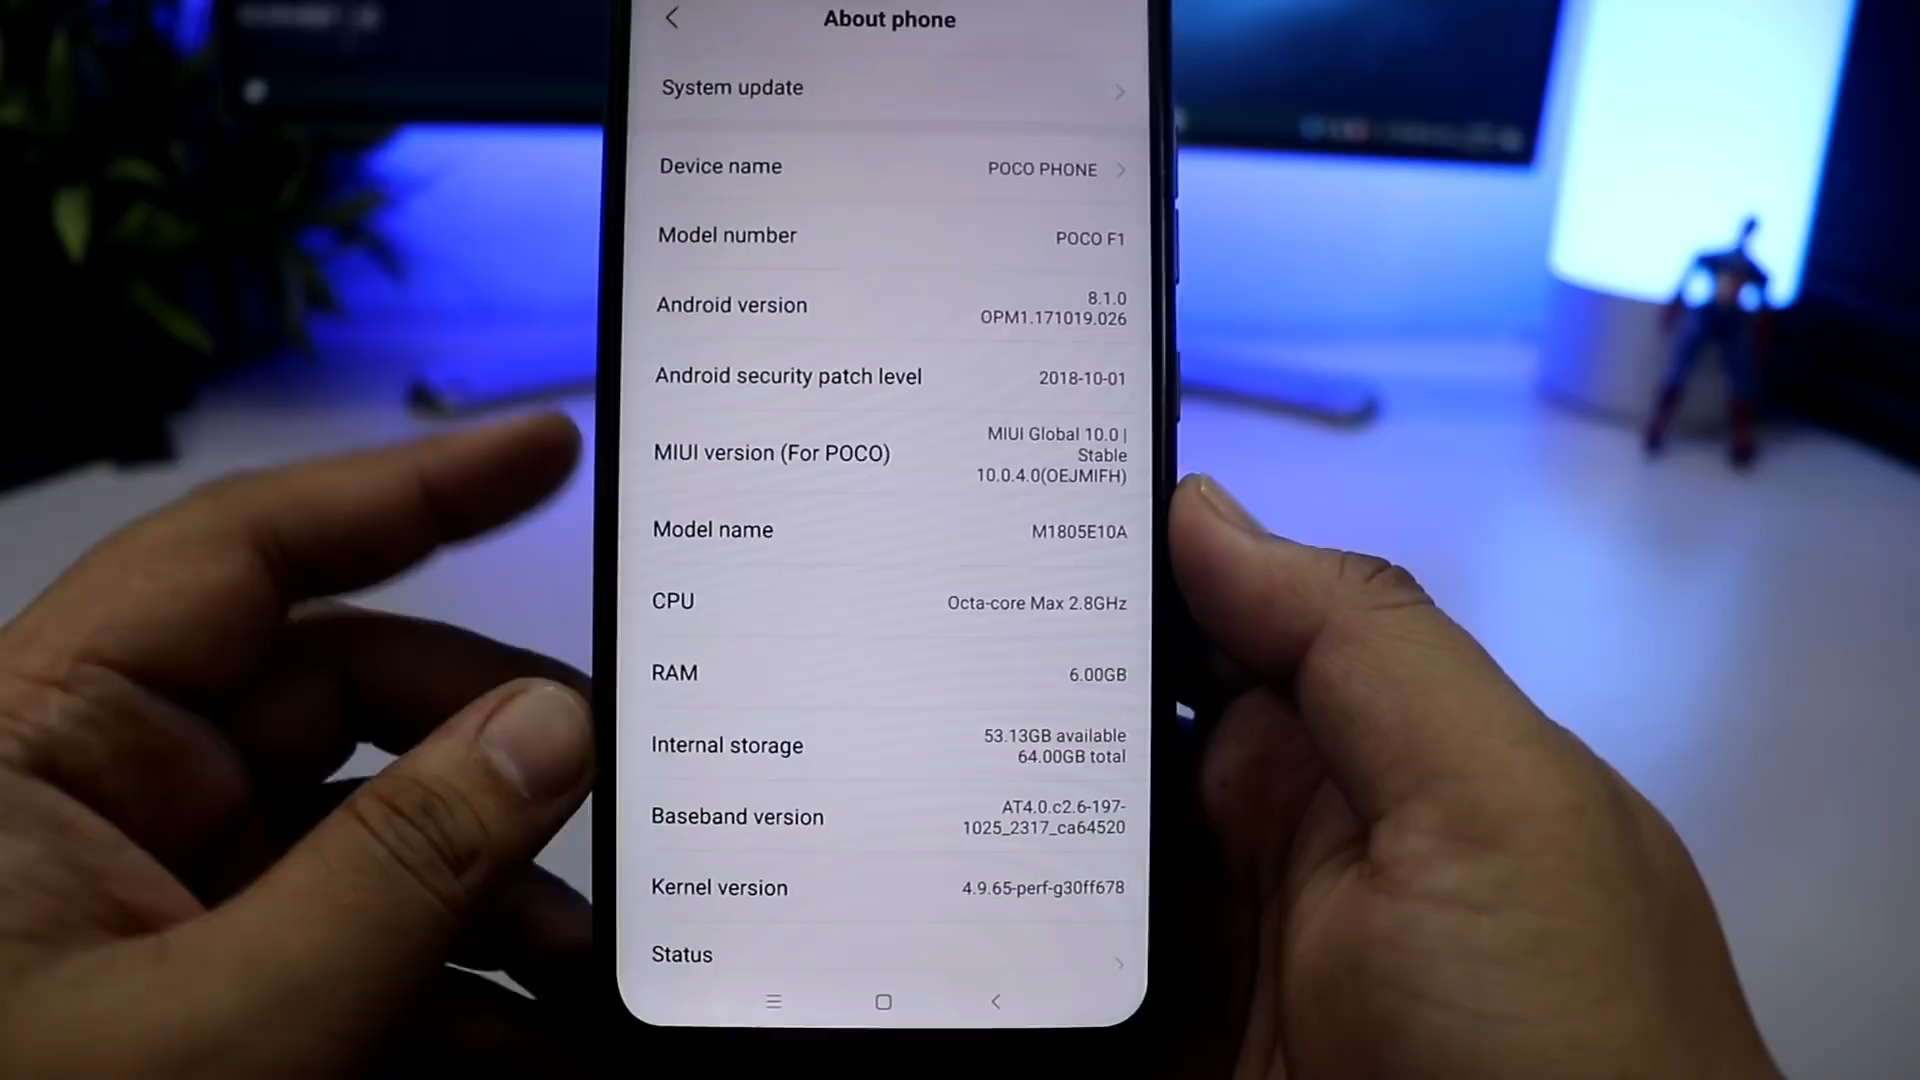 About phone
System update
Device name POCO PHONE
Model number POCO F1
Android version 8.1.0
OPM1.171019.026
Android security patch level 2018-10-01
MIUI version (For POCO) MIUI Global 10.0 |
Stable
10.0.4.0(OEJMIFH)
Model name M1805E10A
CPU Octa-core Max 2.8GHz
RAM 6.00GB
Internal storage 53.13GB available
64.00GB total
Baseband version AT4.0.c2.6-197-
1025_2317_ca64520
Kernel version 4.9.65-perf-g30ff678
Status